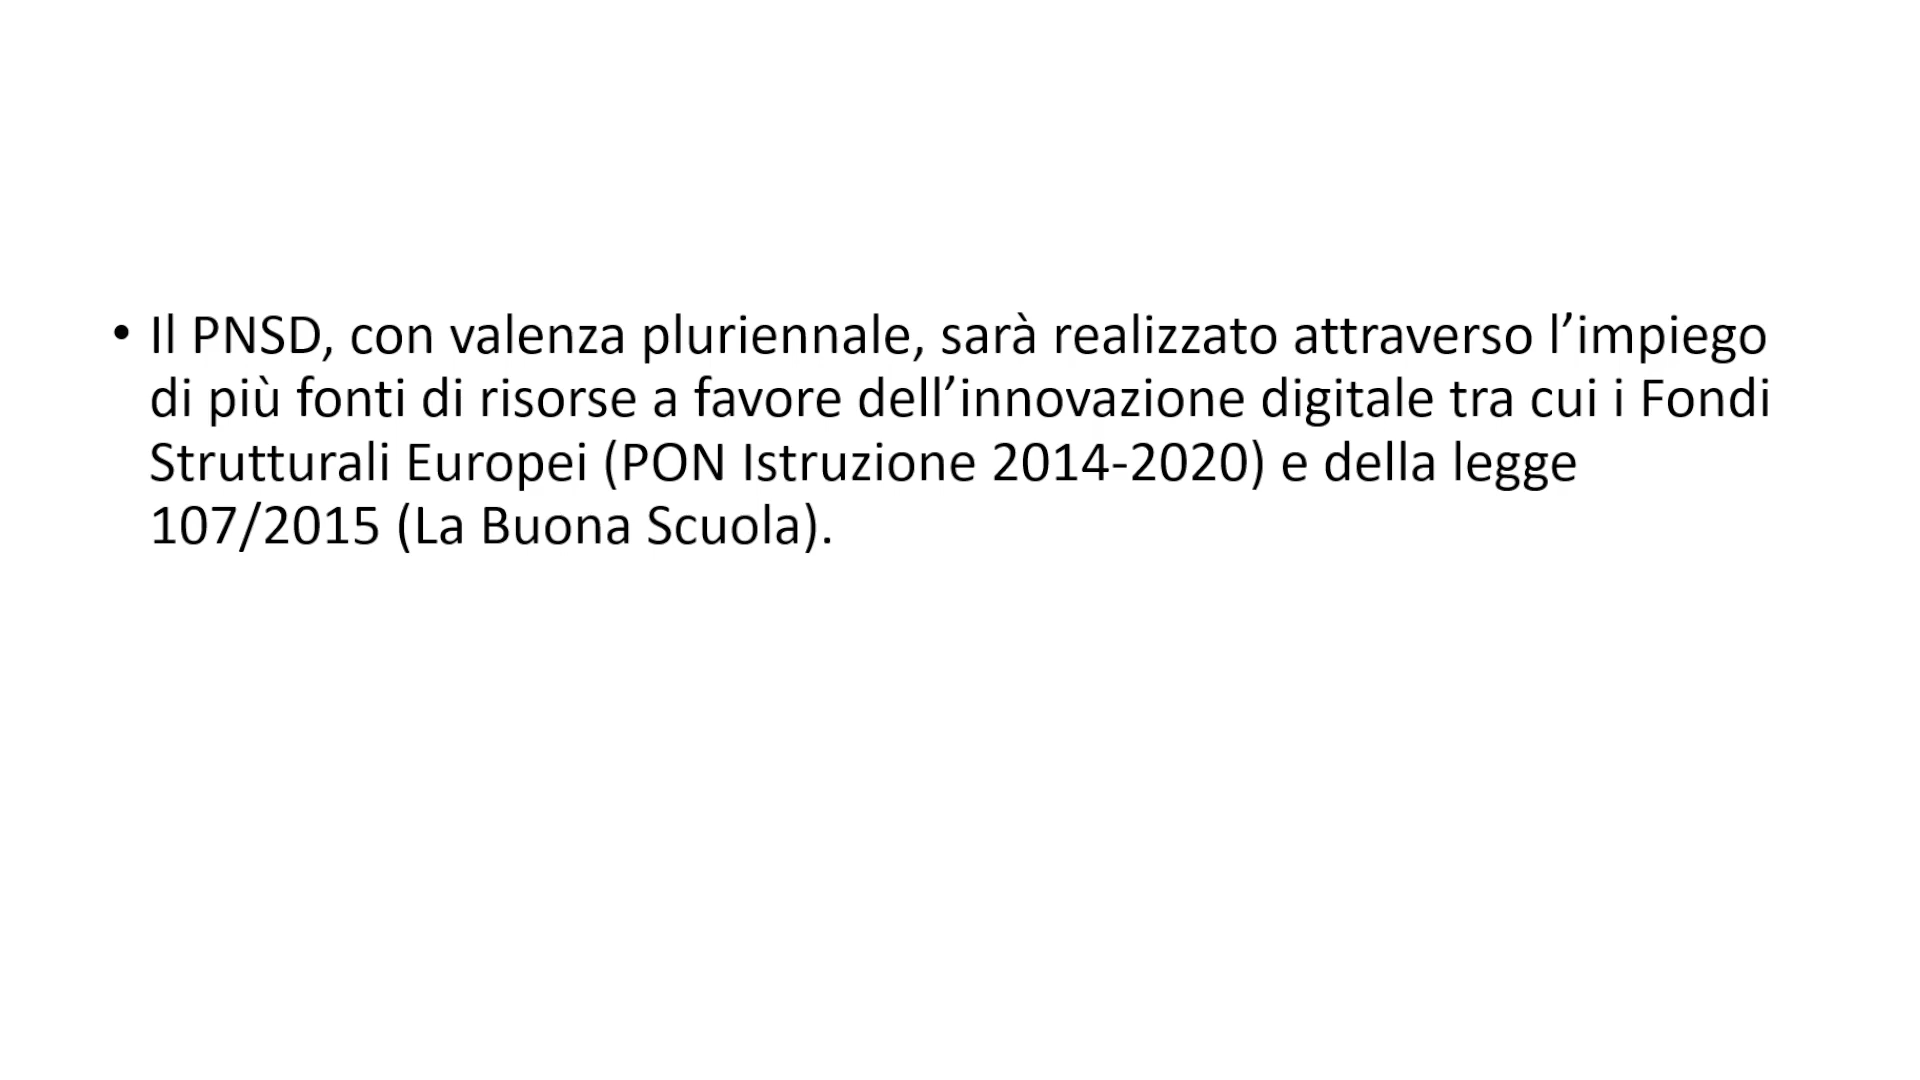 • Il PNSD, con valenza pluriennale, sarà realizzato attraverso l’impiego
di più fonti di risorse a favore dell’innovazione digitale tra cui i Fondi
Strutturali Europei (PON Istruzione 2014-2020) e della legge
107/2015 (La Buona Scuola).